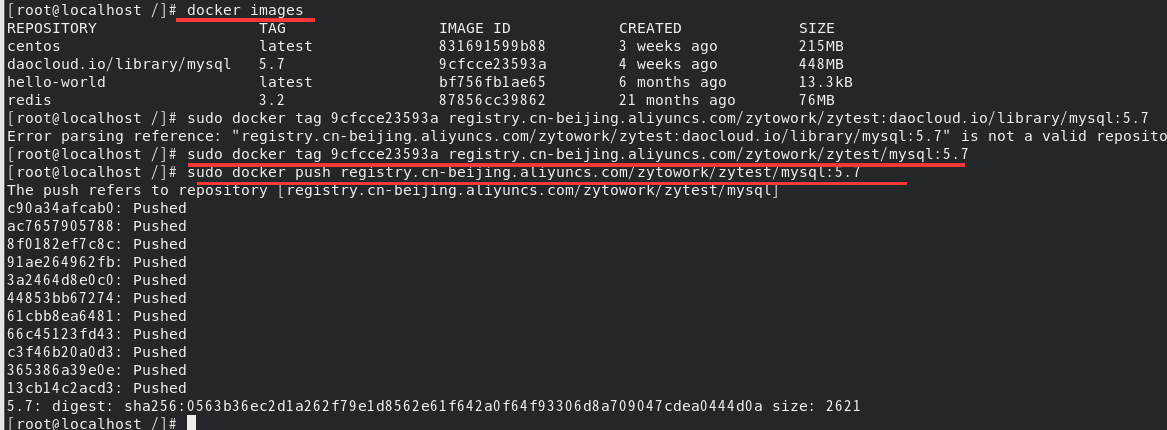 [root@localhost /]# docker images
REPOSITORY TAG IMAGE ID CREATED SIZE
centos latest 831691599b88 3 weeks ago 215MB
daocloud.io/library/mysql 5.7 9cfcce23593a 4 weeks ago 448MB
hello-world latest bf756fb1ae65 6 months ago 13.3kB
redis 3.2 87856cc39862 21 months ago 76MB
[root@localhost /]# sudo docker tag 9cfcce23593a registry.cn-beijing.aliyuncs.com/zytowork/zytest:daocloud.io/library/mysql:5.7
Error parsing reference: "registry.cn-beijing.aliyuncs.com/zytowork/zytest:daocloud.io/library/mysql:5.7" is not a valid reposito
[root@localhost /]# sudo docker tag 9cfcce23593a registry.cn-beijing.aliyuncs.com/zytowork/zytest/mysql:5.7
[root@localhost /]# sudo docker push registry.cn-beijing.aliyuncs.com/zytowork/zytest/mysql:5.7
The push refers to repository [registry.cn-beijing.aliyuncs.com/zytowork/zytest/mysql]
c90a34afcab0: Pushed
ac7657905788: Pushed
8f0182ef7c8c: Pushed
91ae264962fb: Pushed
3a2464d8e0c0: Pushed
44853bb67274: Pushed
61cbb8ea6481: Pushed
66c45123fd43: Pushed
c3f46b20a0d3: Pushed
365386a39e0e: Pushed
13cb14c2acd3: Pushed
5.7: digest: sha256:0563b36ec2d1a262f79e1d8562e61f642a0f64f93306d8a709047cdea0444d0a size: 2621
[root@localhost /]#